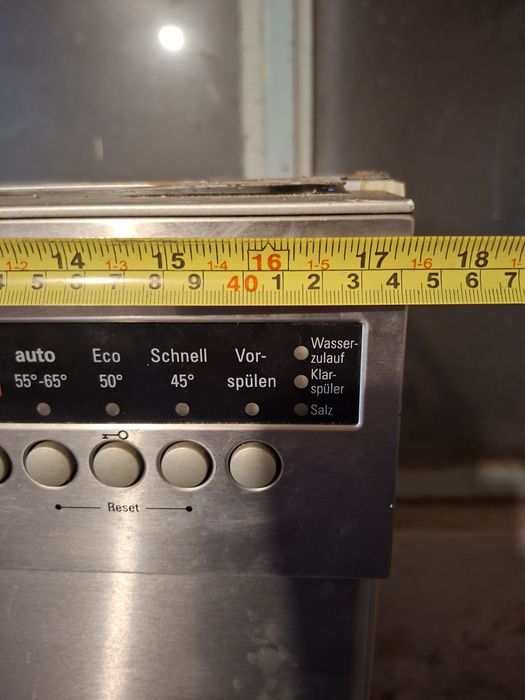 14 15 16 17 18
1-2 1-3 1-4 1-5 1-6
5 6 7 8 9 40 1 2 3 4 5 6 7
auto Eco Schnell Vor-
spülen
55°-65° 50° 45°
Wasser-
zulauf
Klar-
spüler
Salz
Reset